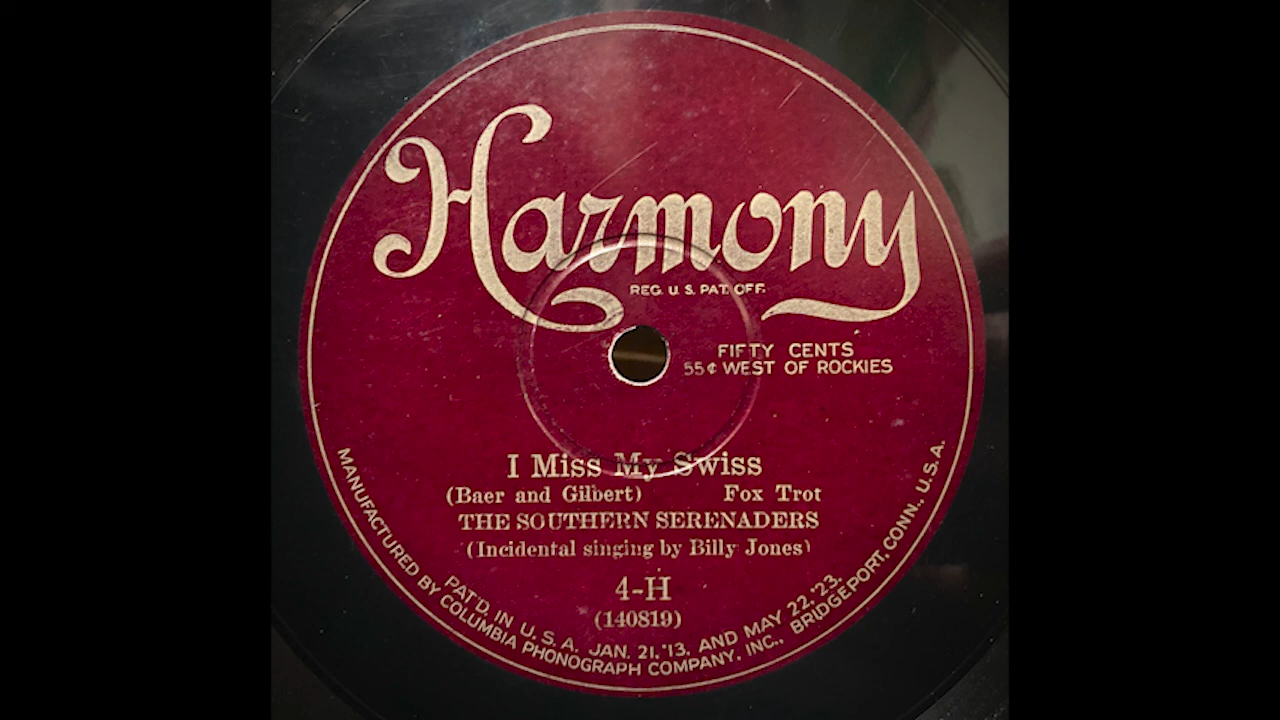 Harmony
REG. U. S. PAT. OFF.
FIFTY CENTS
55¢ WEST OF ROCKIES
I Miss My Swiss
(Baer and Gilbert) Fox Trot
THE SOUTHERN SERENADERS
(Incidental singing by Billy Jones)
4-H
(140819)
PAT'D. IN U. S. A. JAN. 21, '13. AND MAY 22, '23.
MANUFACTURED BY COLUMBIA PHONOGRAPH COMPANY, INC., BRIDGEPORT, CONN., U.S.A.